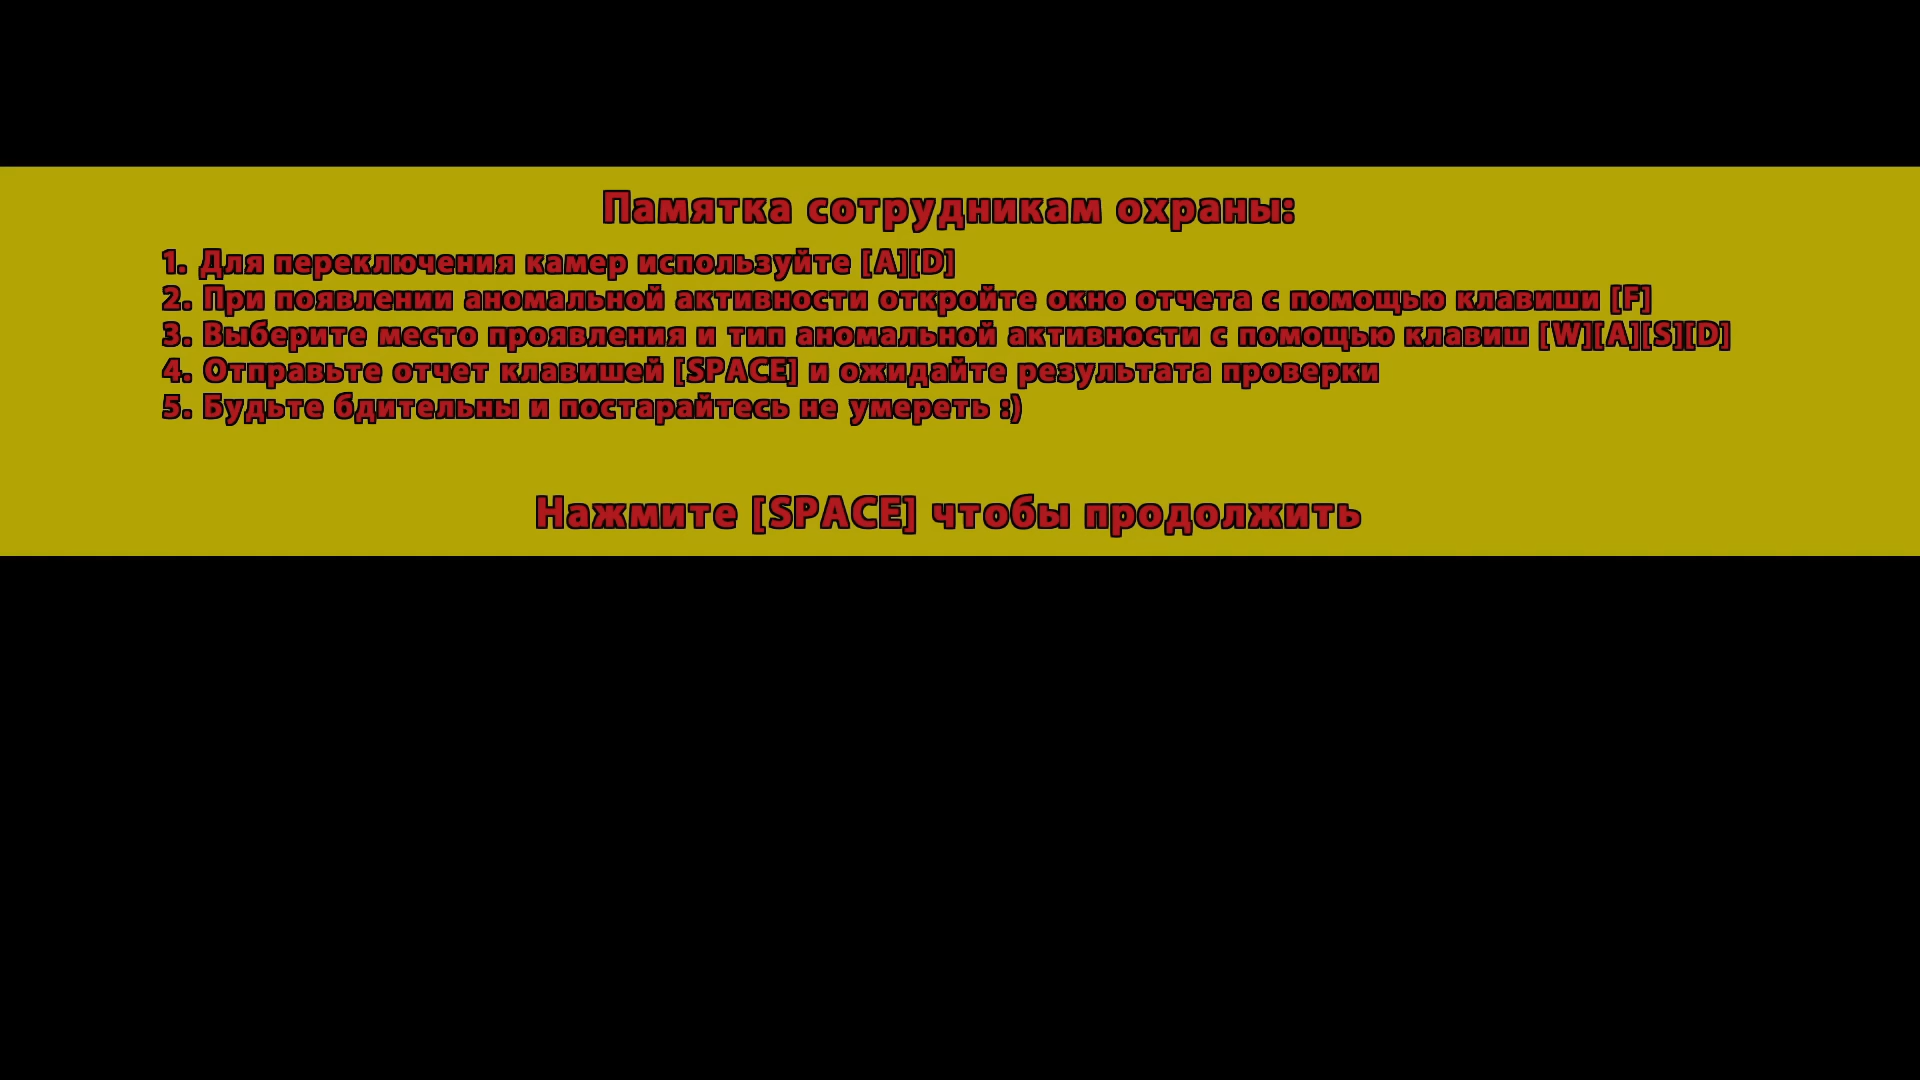 Памятка сотрудникам охраны:
1. Для переключения камер используйте [A][D]
2. При появлении аномальной активности откройте окно отчета с помощью клавиши [F]
3. Выберите место проявления и тип аномальной активности с помощью клавиш [W][A][S][D]
4. Отправьте отчет клавишей [SPACE] и ожидайте результата проверки
5. Будьте бдительны и постарайтесь не умереть :)
Нажмите [SPACE] чтобы продолжить